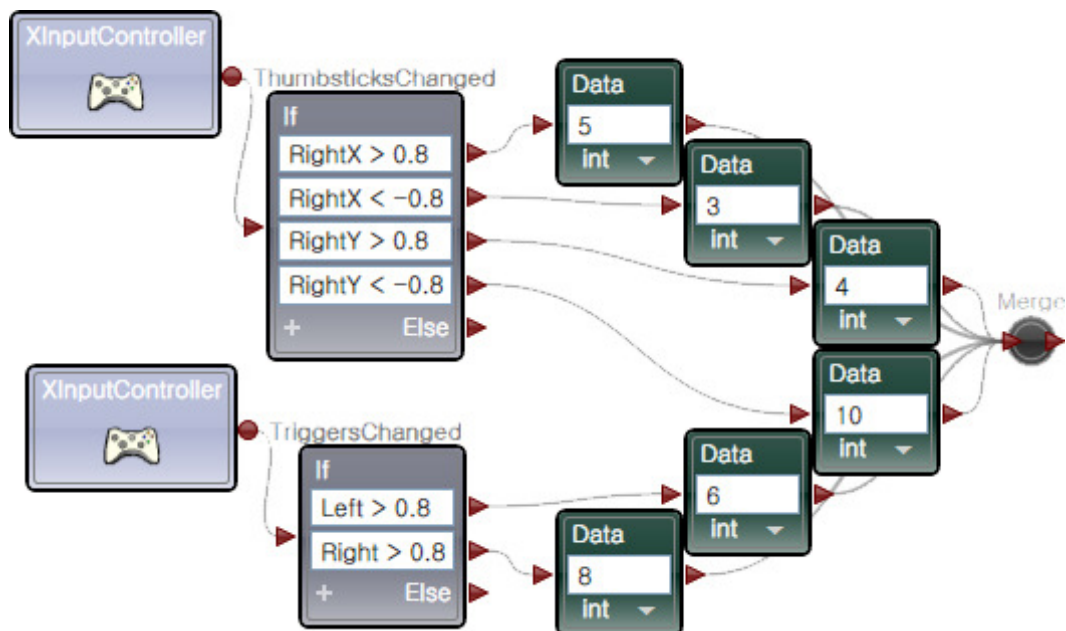 XInputController
ThumbsticksChanged
If
RightX > 0.8
RightX < -0.8
RightY > 0.8
RightY < -0.8
+ Else
Data
5
int
Data
3
int
Data
4
int
Merge
Data
10
int
XInputController
TriggersChanged
If
Left > 0.8
Right > 0.8
+ Else
Data
6
int
Data
8
int